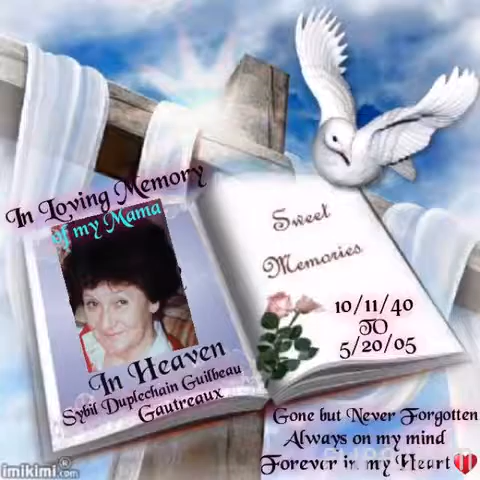 In Loving Memory
of my Mama
In Heaven
Sybil Duplechain Guilbeau
Gautreaux
Sweet
Memories
10/11/40
TO
5/20/05
Gone but Never Forgotten
Always on my mind
Forever in my Heart
imikimi.com